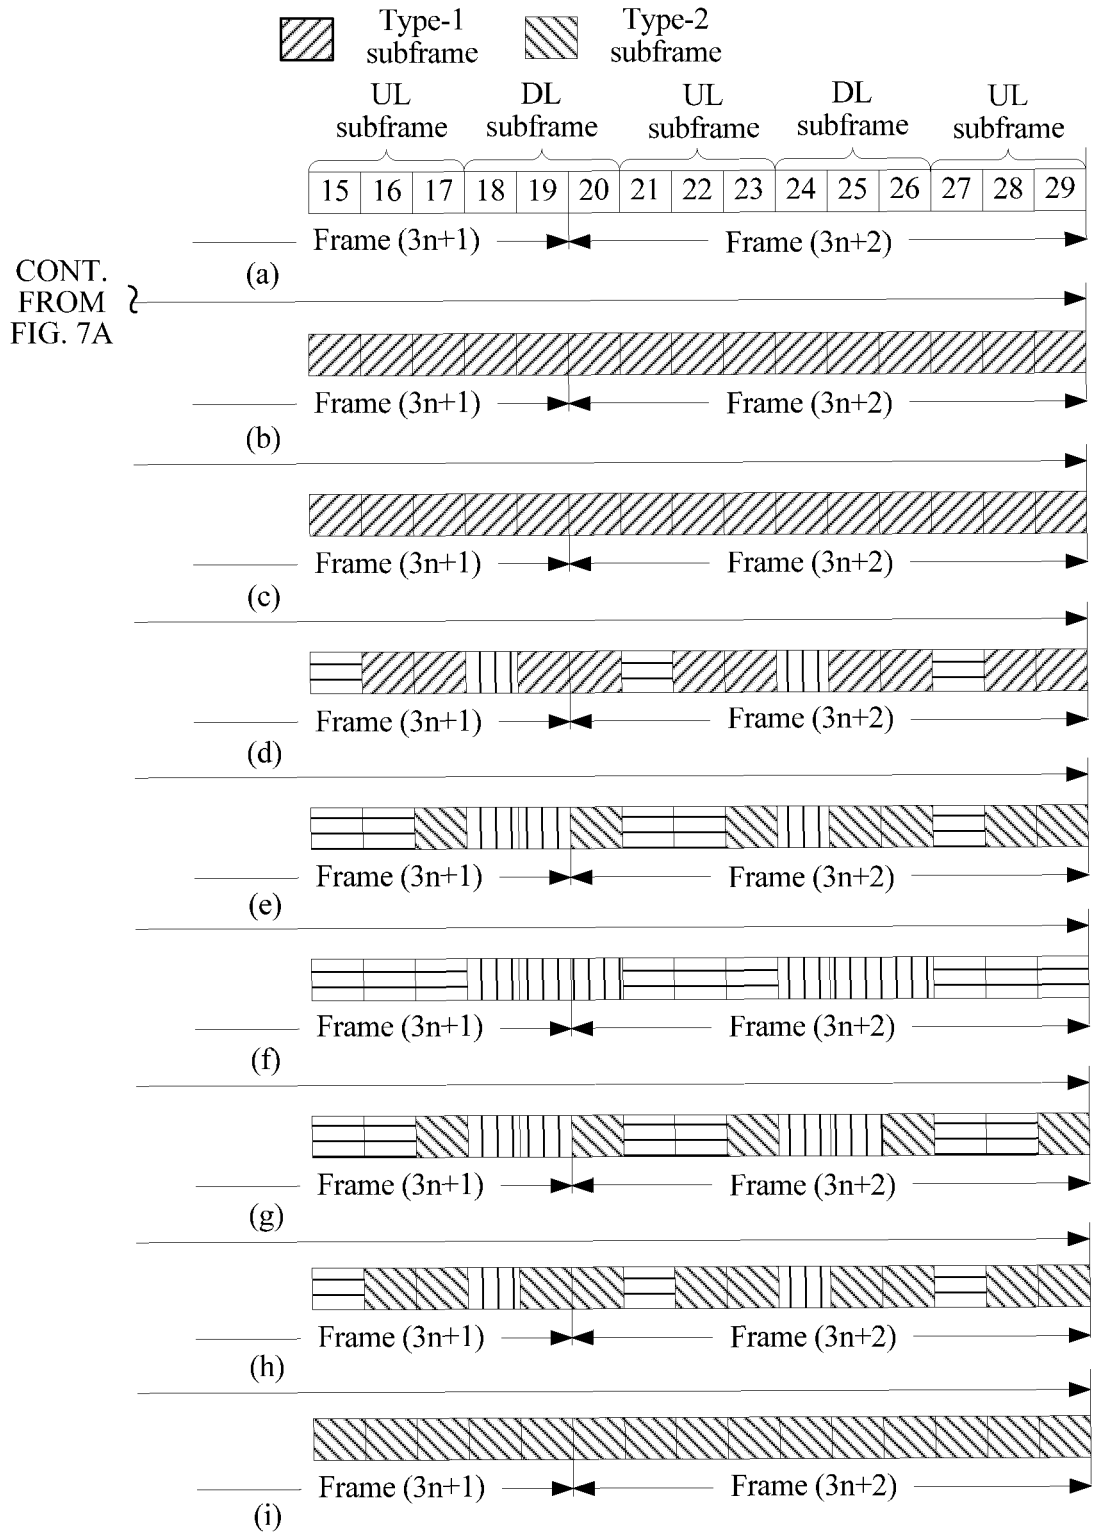 Type-1
subframe
Type-2
subframe
UL
subframe
DL
subframe
UL
subframe
DL
subframe
UL
subframe
15 16 17 18 19 20 21 22 23 24 25 26 27 28 29
Frame (3n+1) Frame (3n+2)
(a)
CONT.
FROM
FIG. 7A
Frame (3n+1) Frame (3n+2)
(b)
Frame (3n+1) Frame (3n+2)
(c)
Frame (3n+1) Frame (3n+2)
(d)
Frame (3n+1) Frame (3n+2)
(e)
Frame (3n+1) Frame (3n+2)
(f)
Frame (3n+1) Frame (3n+2)
(g)
Frame (3n+1) Frame (3n+2)
(h)
Frame (3n+1) Frame (3n+2)
(i)